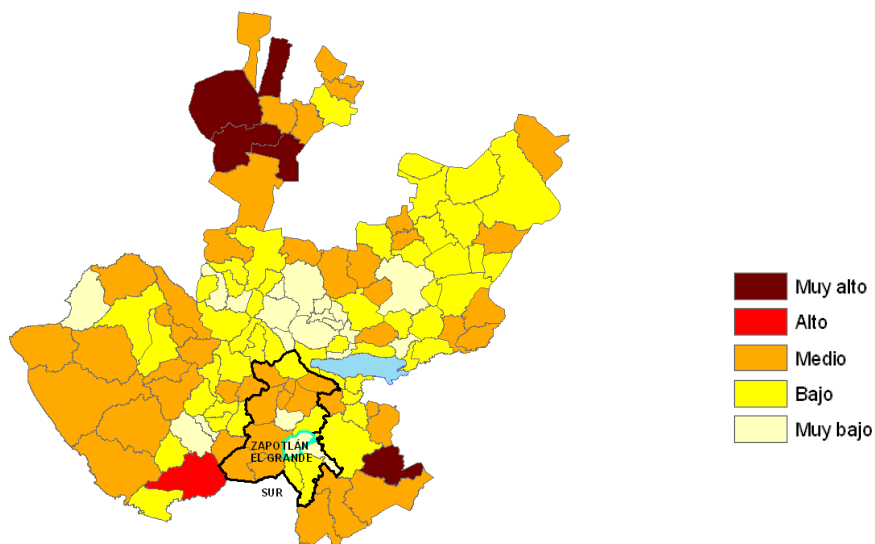 Muy alto
Alto
Medio
Bajo
Muy bajo
ZAPOTLÁN
EL GRANDE
SUR